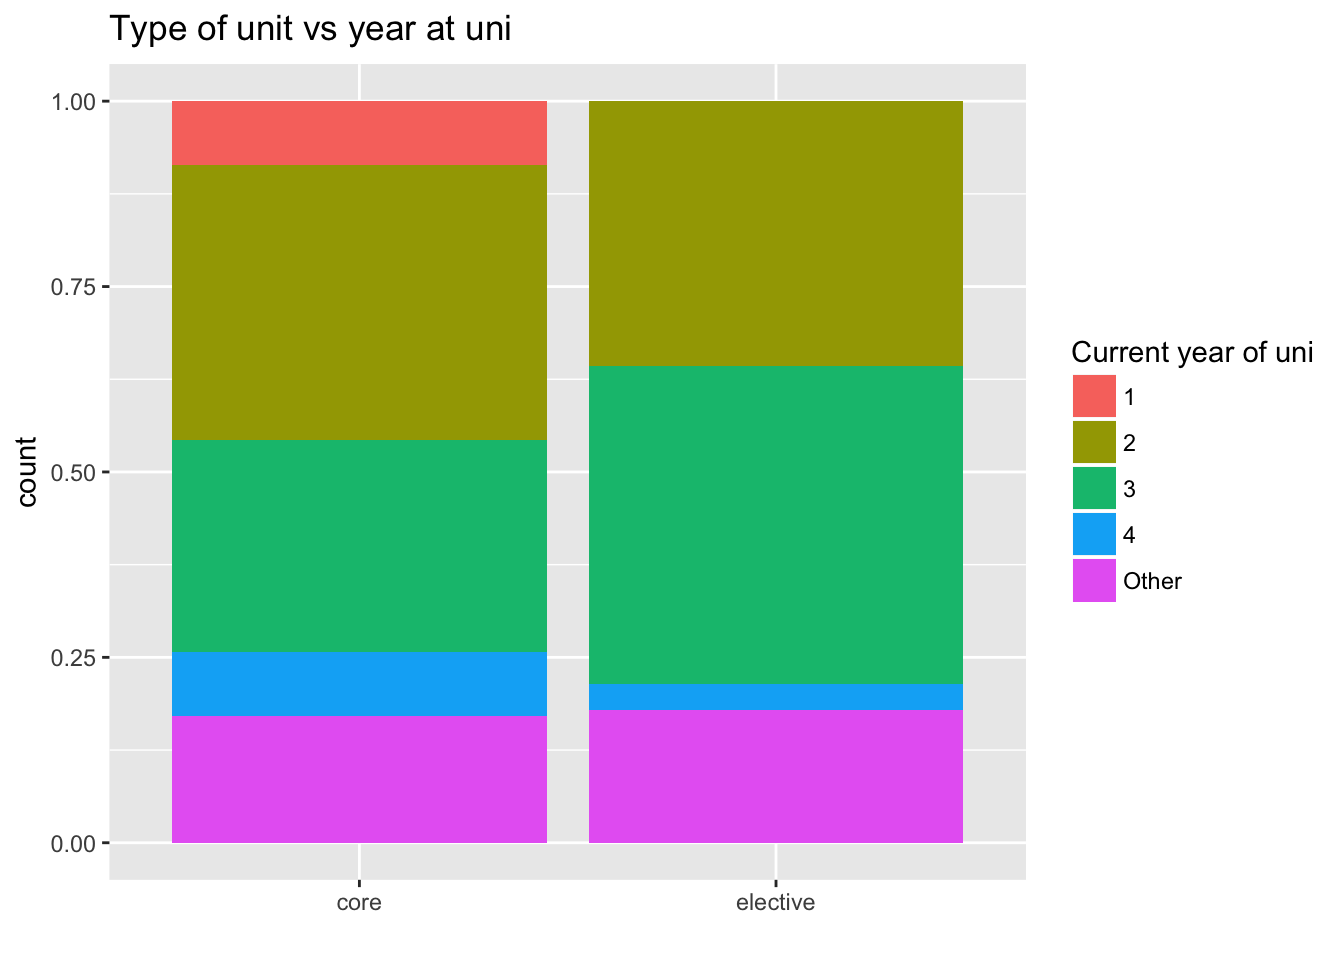 Type of unit vs year at uni
1.00
0.75
0.50
0.25
0.00
count
core
elective
Current year of uni
1
2
3
4
Other